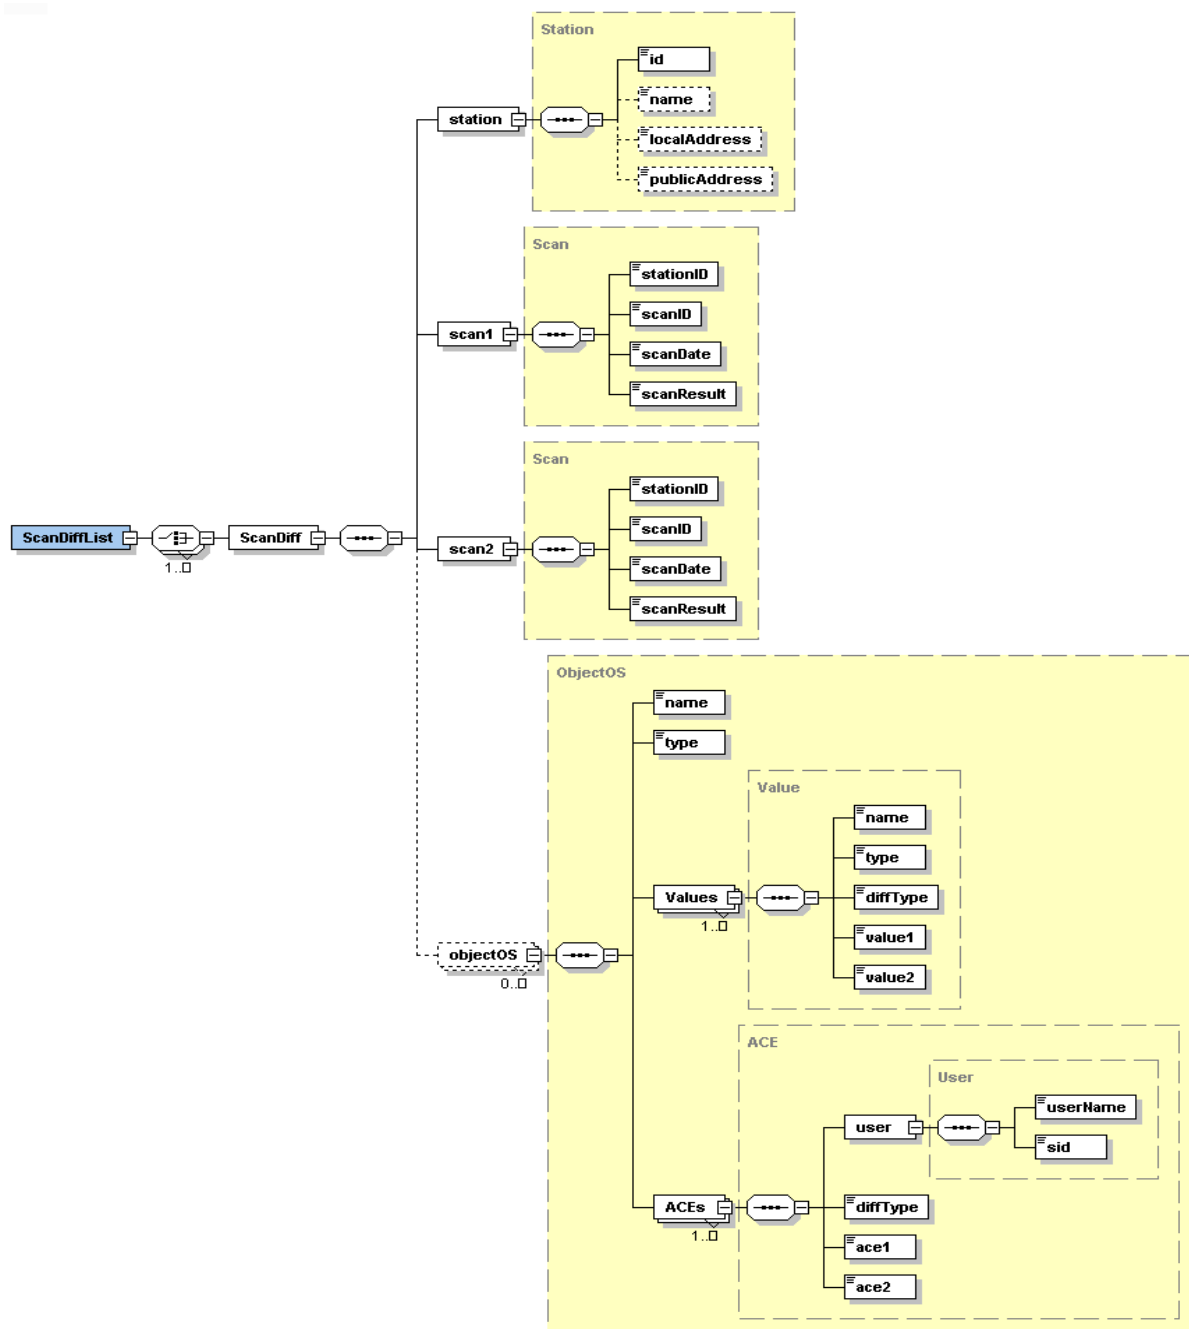 Station
id
name
station
localAddress
publicAddress
Scan
stationID
scanID
scan1
scanDate
scanResult
Scan
stationID
scanID
ScanDiffList
ScanDiff
scan2
1..
scanDate
scanResult
ObjectOS
name
type
Value
name
type
Values
diffType
1..
value1
objectOS
value2
0..
ACE
User
userName
user
sid
ACEs
diffType
1..
ace1
ace2